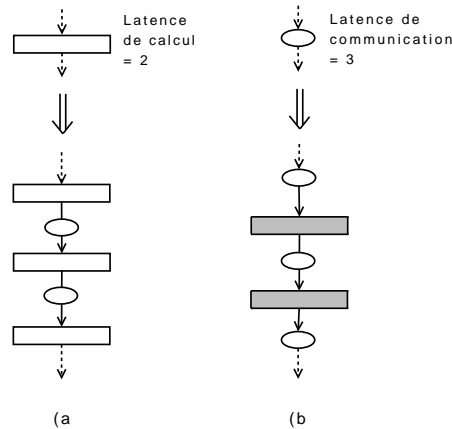 Latence
de calcul
= 2
Latence de
communication
= 3
(a
(b